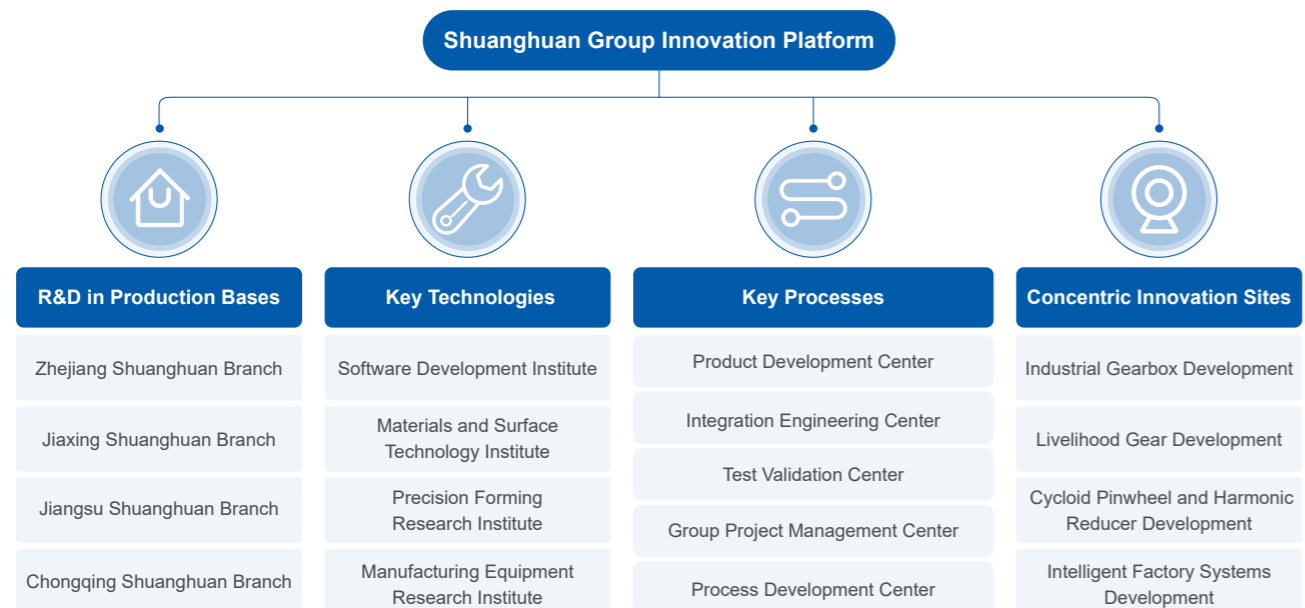 Shuanghuan Group Innovation Platform
R&D in Production Bases
Zhejiang Shuanghuan Branch
Jiaxing Shuanghuan Branch
Jiangsu Shuanghuan Branch
Chongqing Shuanghuan Branch
Key Technologies
Software Development Institute
Materials and Surface
Technology Institute
Precision Forming
Research Institute
Manufacturing Equipment
Research Institute
Key Processes
Product Development Center
Integration Engineering Center
Test Validation Center
Group Project Management Center
Process Development Center
Concentric Innovation Sites
Industrial Gearbox Development
Livelihood Gear Development
Cycloid Pinwheel and Harmonic
Reducer Development
Intelligent Factory Systems
Development